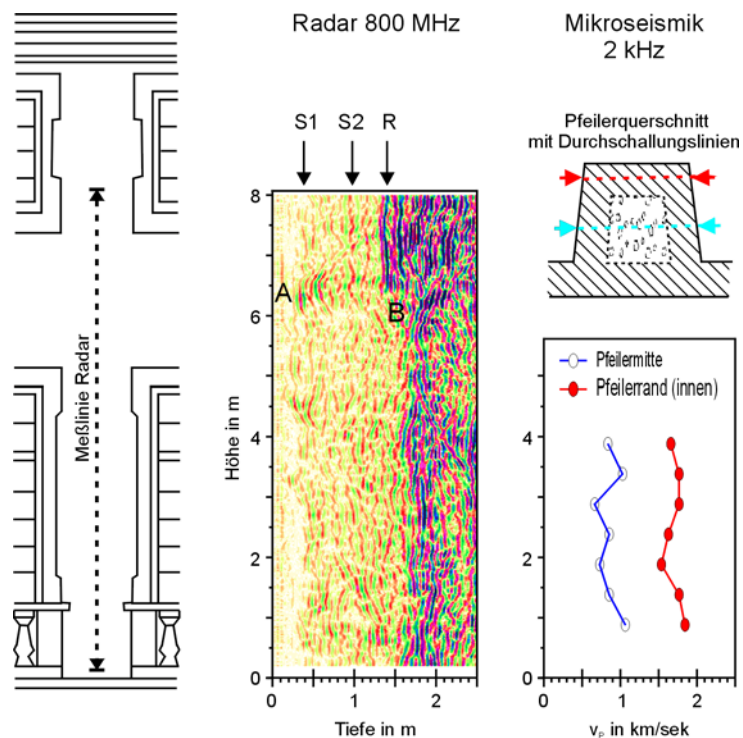 Radar 800 MHz
Mikroseismik
2 kHz
S1 S2 R
Pfeilerquerschnitt
mit Durchschallungslinien
Meßlinie Radar
Höhe in m
8
6
4
2
0
A
B
0 1 2
Tiefe in m
Pfeilermitte
Pfeilerrand (innen)
4
2
0
0 1 2
vP in km/sek